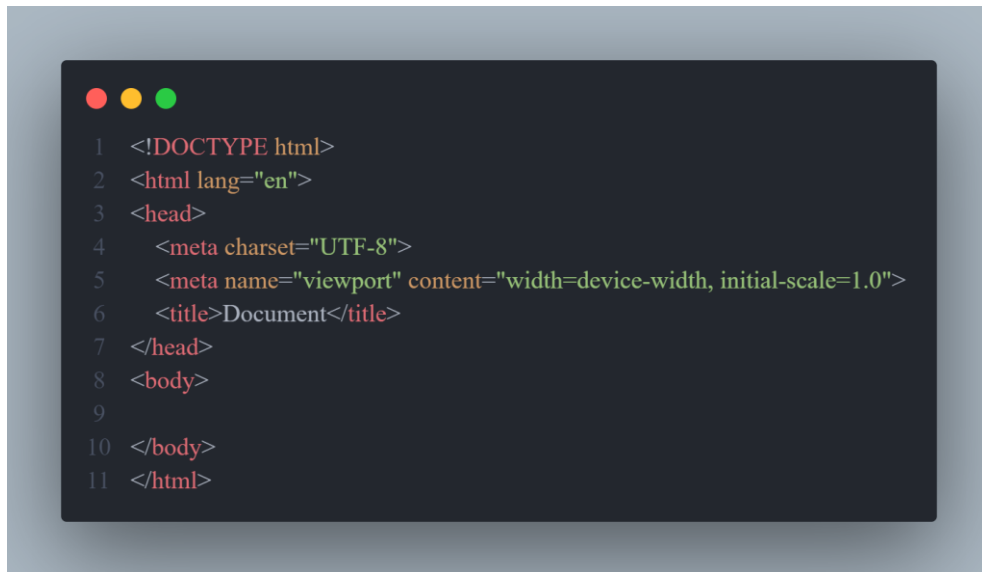 1 <!DOCTYPE html>
2 <html lang="en">
3 <head>
4 <meta charset="UTF-8">
5 <meta name="viewport" content="width=device-width, initial-scale=1.0">
6 <title>Document</title>
7 </head>
8 <body>
9
10 </body>
11 </html>